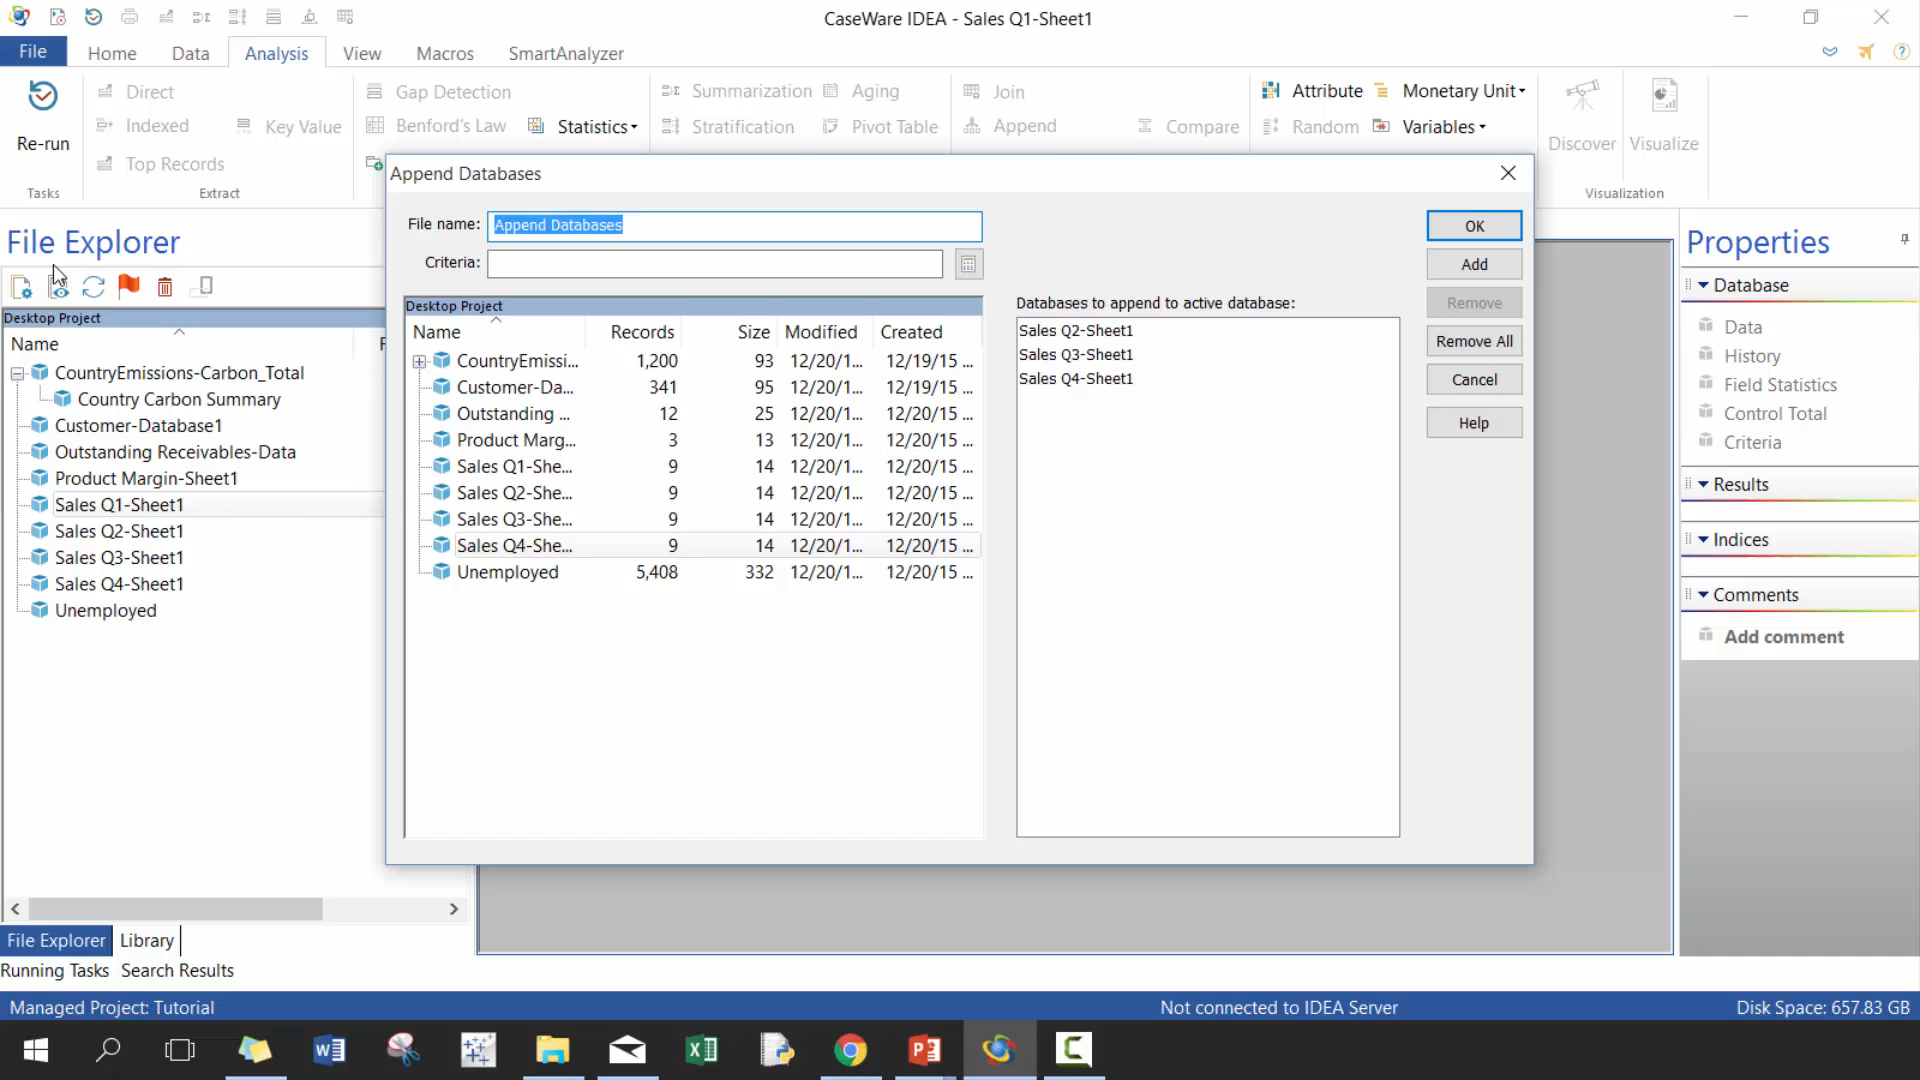 CaseWare IDEA - Sales Q1-Sheet1
File Home Data Analysis View Macros SmartAnalyzer
Direct Gap Detection Summarization Aging Join Attribute Monetary Unit
Indexed Key Value Benford's Law Statistics Stratification Pivot Table Append Compare Random Variables
Re-run Discover Visualize
Top Records
Tasks Extract Visualization
Append Databases
File name: Append Databases OK
Criteria: Add
Databases to append to active database: Remove
Desktop Project
Name Records Size Modified Created
CountryEmissi... 1,200 93 12/20/1... 12/19/15 ...
Customer-Da... 341 95 12/20/1... 12/19/15 ...
Outstanding ... 12 25 12/20/1... 12/20/15 ...
Product Marg... 3 13 12/20/1... 12/20/15 ...
Sales Q1-She... 9 14 12/20/1... 12/20/15 ...
Sales Q2-She... 9 14 12/20/1... 12/20/15 ...
Sales Q3-She... 9 14 12/20/1... 12/20/15 ...
Sales Q4-She... 9 14 12/20/1... 12/20/15 ...
Unemployed 5,408 332 12/20/1... 12/20/15 ...
Sales Q2-Sheet1
Sales Q3-Sheet1
Sales Q4-Sheet1
Remove All
Cancel
Help
File Explorer
Desktop Project
Name F
CountryEmissions-Carbon_Total
Country Carbon Summary
Customer-Database1
Outstanding Receivables-Data
Product Margin-Sheet1
Sales Q1-Sheet1
Sales Q2-Sheet1
Sales Q3-Sheet1
Sales Q4-Sheet1
Unemployed
File Explorer Library
Running Tasks Search Results
Properties
Database
Data
History
Field Statistics
Control Total
Criteria
Results
Indices
Comments
Add comment
Managed Project: Tutorial Not connected to IDEA Server Disk Space: 657.83 GB